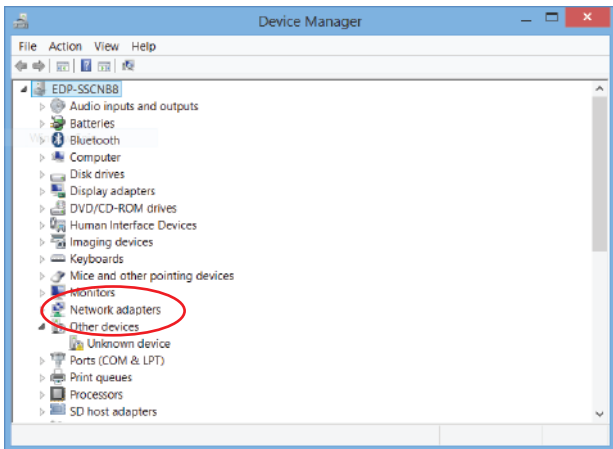 Device Manager
File Action View Help
EDP-SSCNB8
Audio inputs and outputs
Batteries
Bluetooth
Computer
Disk drives
Display adapters
DVD/CD-ROM drives
Human Interface Devices
Imaging devices
Keyboards
Mice and other pointing devices
Monitors
Network adapters
Other devices
Unknown device
Ports (COM & LPT)
Print queues
Processors
SD host adapters